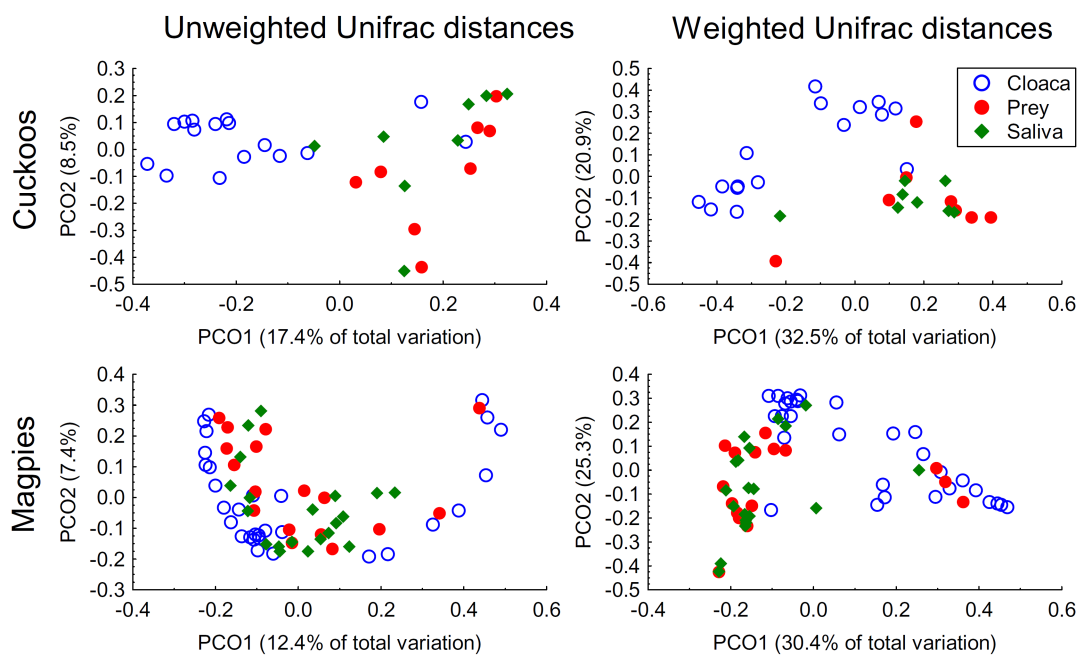 Unweighted Unifrac distances
Weighted Unifrac distances
Cuckoos
PCO2 (8.5%)
0.3
0.2
0.1
0.0
-0.1
-0.2
-0.3
-0.4
-0.5
-0.4 -0.2 0.0 0.2 0.4
PCO1 (17.4% of total variation)
PCO2 (20.9%)
0.5
0.4
0.3
0.2
0.1
0.0
-0.1
-0.2
-0.3
-0.4
-0.5
-0.6 -0.4 -0.2 0.0 0.2 0.4 0.6
PCO1 (32.5% of total variation)
Cloaca
Prey
Saliva
Magpies
PCO2 (7.4%)
0.4
0.3
0.2
0.1
0.0
-0.1
-0.2
-0.3
-0.4 -0.2 0.0 0.2 0.4 0.6
PCO1 (12.4% of total variation)
PCO2 (25.3%)
0.4
0.3
0.2
0.1
0.0
-0.1
-0.2
-0.3
-0.4
-0.5
-0.4 -0.2 0.0 0.2 0.4 0.6
PCO1 (30.4% of total variation)